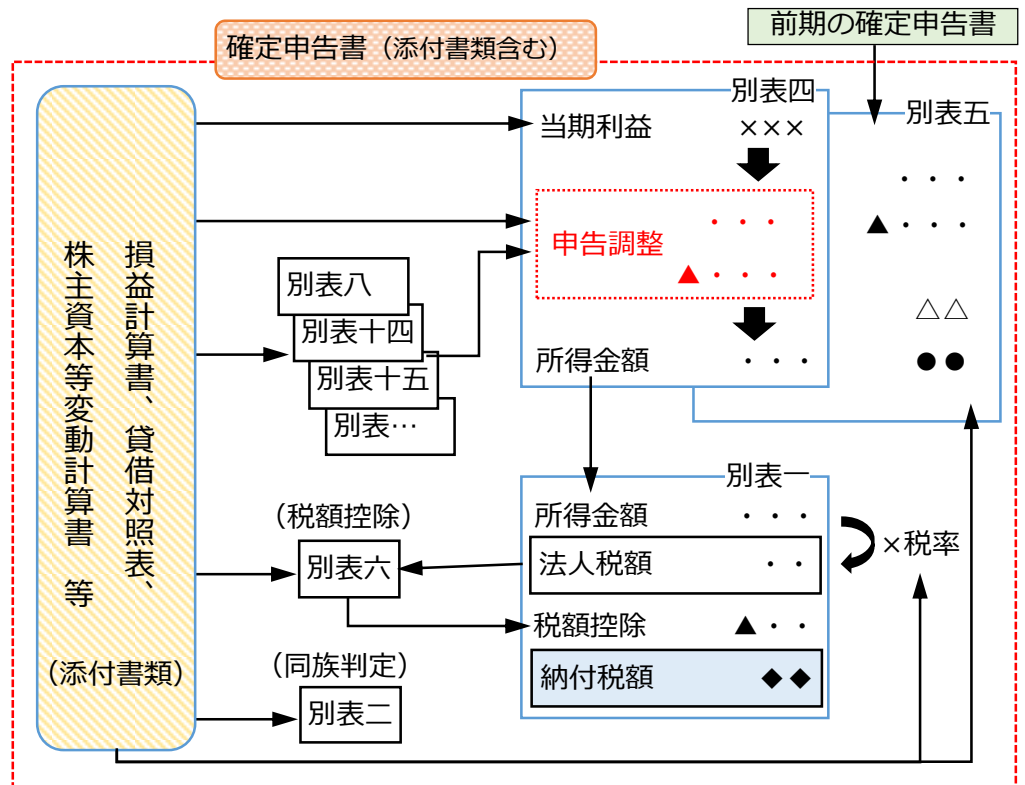 前期の確定申告書
確定申告書（添付書類含む）
損益計算書、貸借対照表、
株主資本等変動計算書 等
（添付書類）
別表四
当期利益 ×××
・・・
申告調整
▲・・・
所得金額 ・・・
別表五
・・・
▲・・・
△△
●●
別表八
別表十四
別表十五
別表…
（税額控除）
別表六
（同族判定）
別表二
別表一
所得金額 ・・・
×税率
法人税額 ・・
税額控除 ▲・・
納付税額 ◆◆